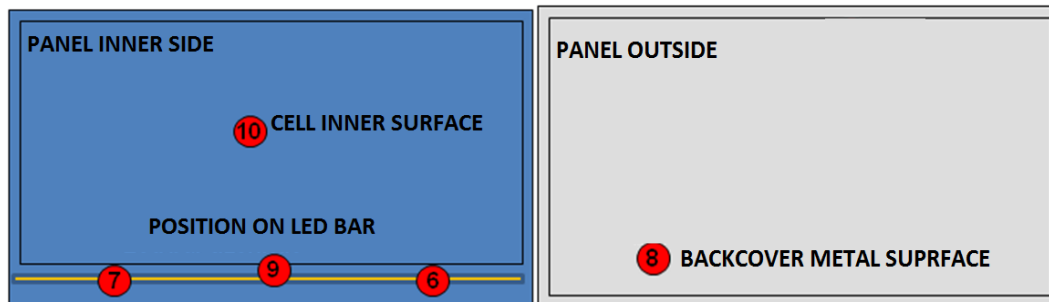 PANEL INNER SIDE
10 CELL INNER SURFACE
POSITION ON LED BAR
7 9 6
PANEL OUTSIDE
8 BACKCOVER METAL SUPRFACE